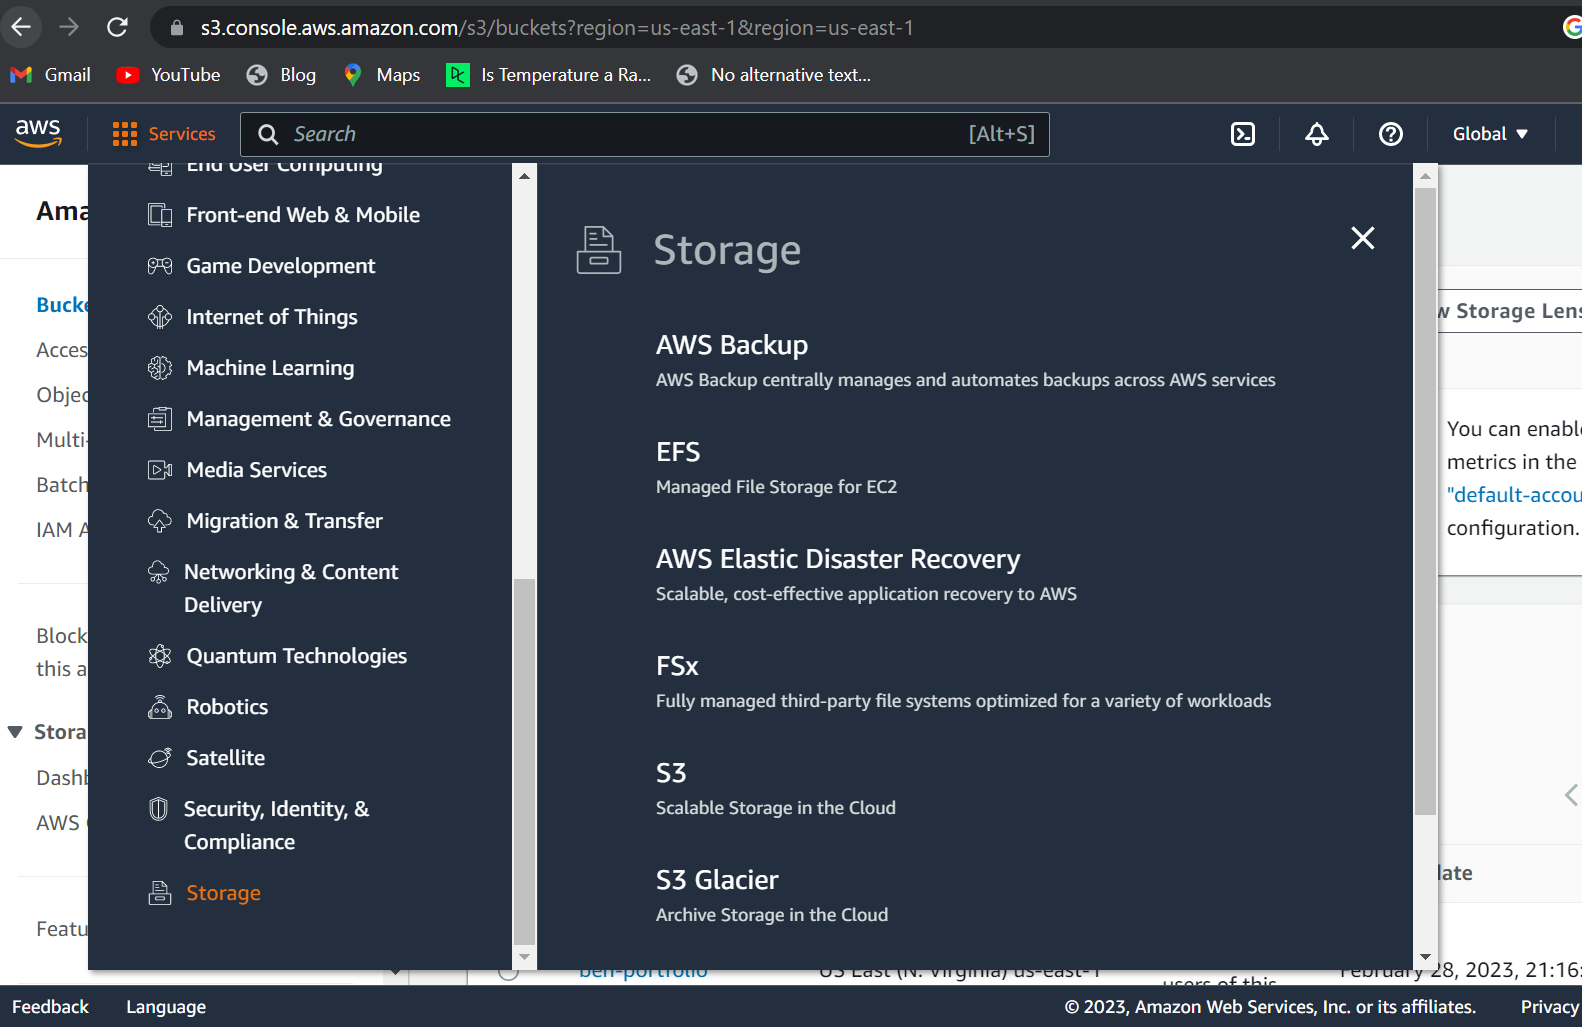 s3.console.aws.amazon.com/s3/buckets?region=us-east-1&region=us-east-1
Gmail
YouTube
Blog
Maps
Is Temperature a Ra...
No alternative text...
aws
Services
Search
[Alt+S]
Global
End User Computing
Front-end Web & Mobile
Game Development
Internet of Things
Machine Learning
Management & Governance
Media Services
Migration & Transfer
Networking & Content
Delivery
Quantum Technologies
Robotics
Satellite
Security, Identity, &
Compliance
Storage
Storage
AWS Backup
AWS Backup centrally manages and automates backups across AWS services
EFS
Managed File Storage for EC2
AWS Elastic Disaster Recovery
Scalable, cost-effective application recovery to AWS
FSx
Fully managed third-party file systems optimized for a variety of workloads
S3
Scalable Storage in the Cloud
S3 Glacier
Archive Storage in the Cloud
Ama
Bucke
Acces
Objec
Multi-
Batch
IAM A
Block
this a
Stora
Dashb
AWS
Featu
w Storage Lens
You can enable
metrics in the
"default-accou
configuration.
date
ben-portfolio
US East (N. Virginia) us-east-1
users of this
February 28, 2023, 21:16:
Feedback
Language
© 2023, Amazon Web Services, Inc. or its affiliates.
Privacy